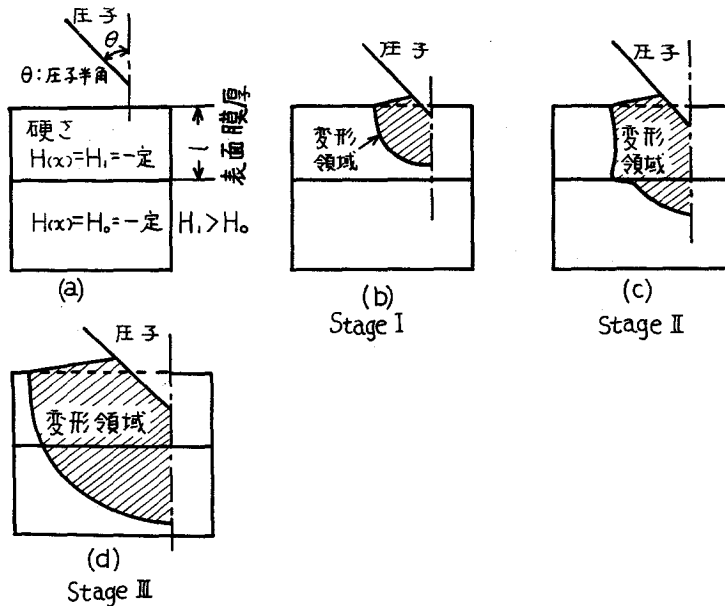 圧子
θ
θ:圧子半角
硬さ
H(x)=H₁=一定
表面膜厚
H(x)=H₀=一定 H₁>H₀
(a)
圧子
変形
領域
(b)
Stage Ⅰ
圧子
変形
領域
(c)
Stage Ⅱ
圧子
変形領域
(d)
Stage Ⅲ